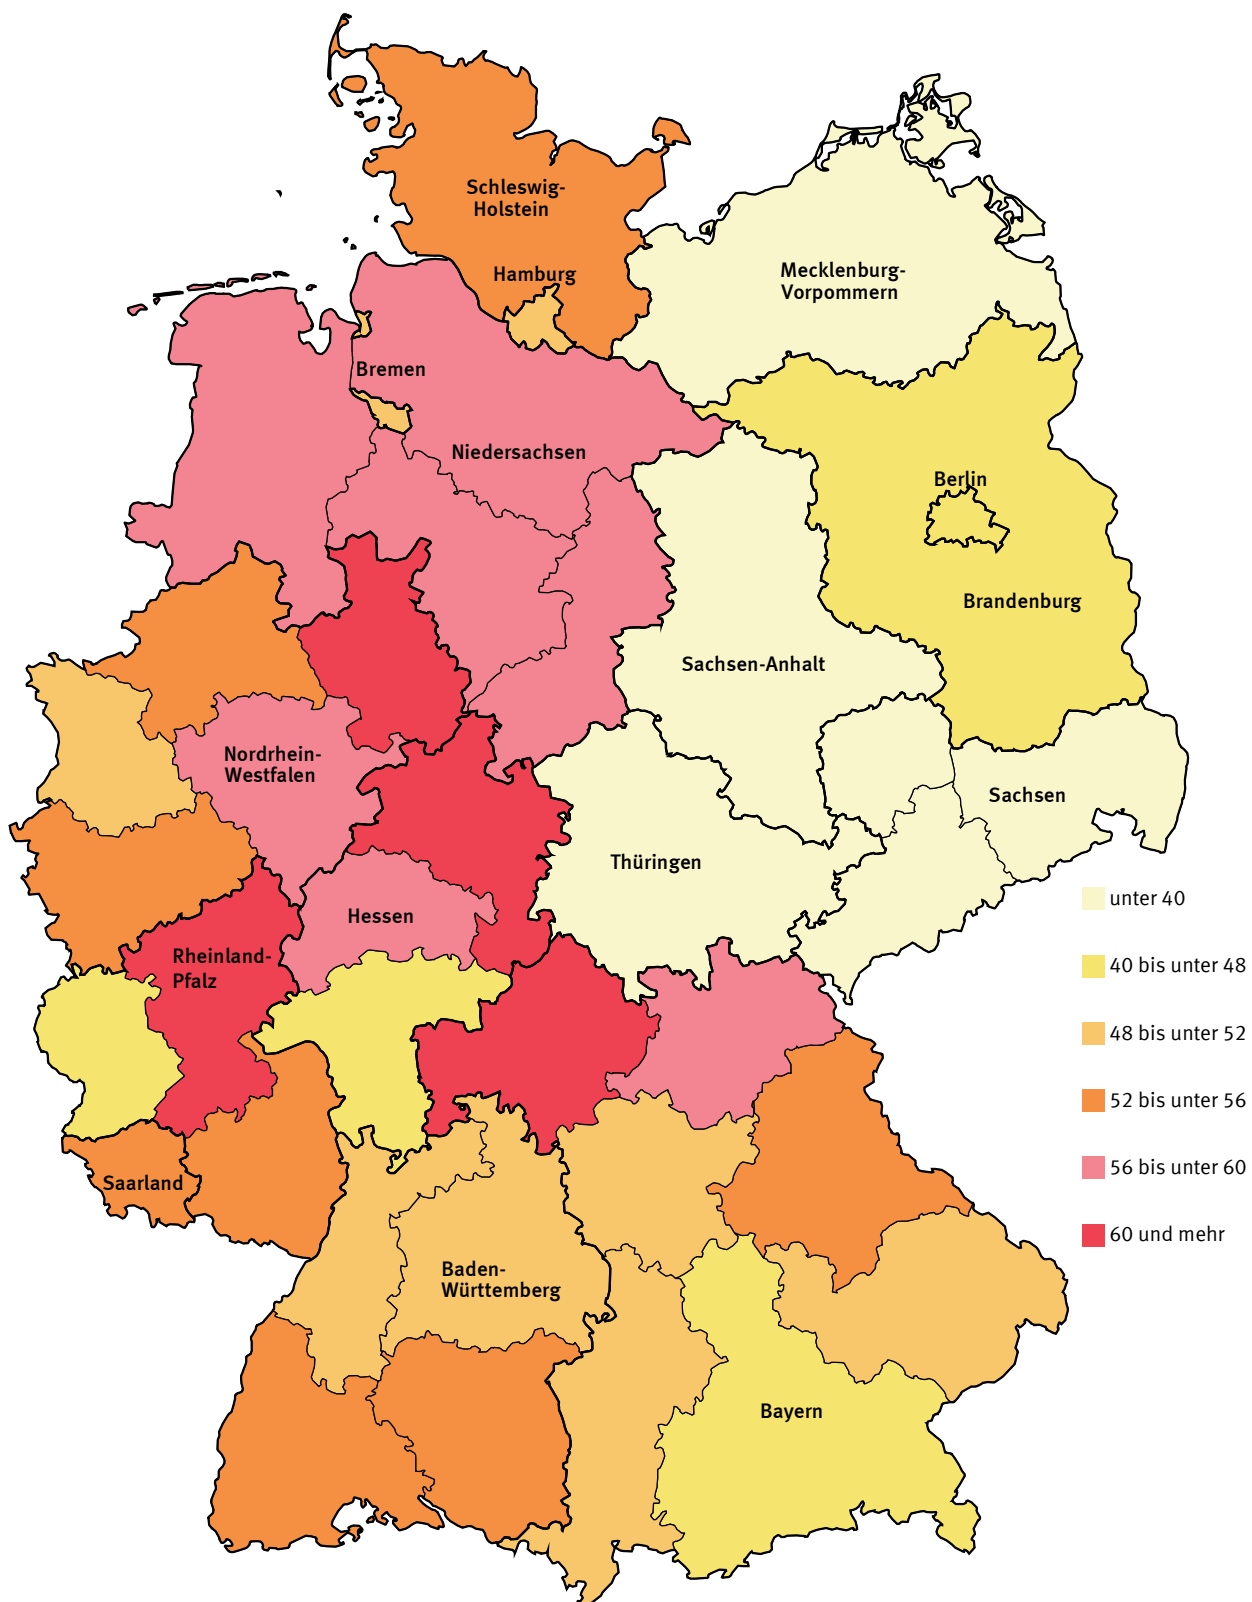 Schleswig-
Holstein
Hamburg
Mecklenburg-
Vorpommern
Bremen
Niedersachsen
Berlin
Brandenburg
Sachsen-Anhalt
Nordrhein-
Westfalen
Sachsen
Thüringen
Hessen
Rheinland-
Pfalz
Saarland
Baden-
Württemberg
Bayern
unter 40
40 bis unter 48
48 bis unter 52
52 bis unter 56
56 bis unter 60
60 und mehr